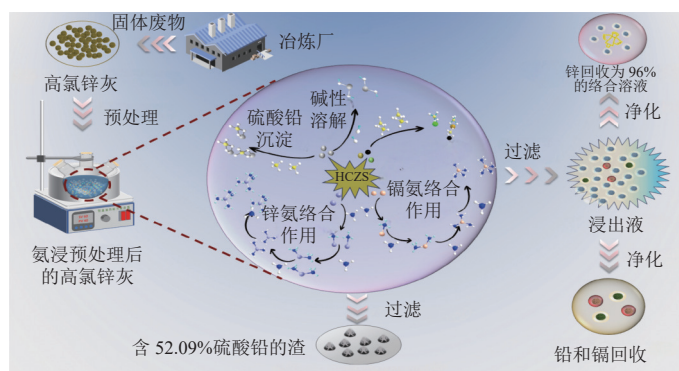 固体废物
冶炼厂
高氯锌灰
预处理
氨浸预处理后
的高氯锌灰
硫酸铅
沉淀
碱性
溶解
HCZS
锌氨络合
作用
镉氨络合
作用
过滤
含 52.09%硫酸铅的渣
过滤
锌回收为 96%
的络合溶液
净化
浸出液
净化
铅和镉回收